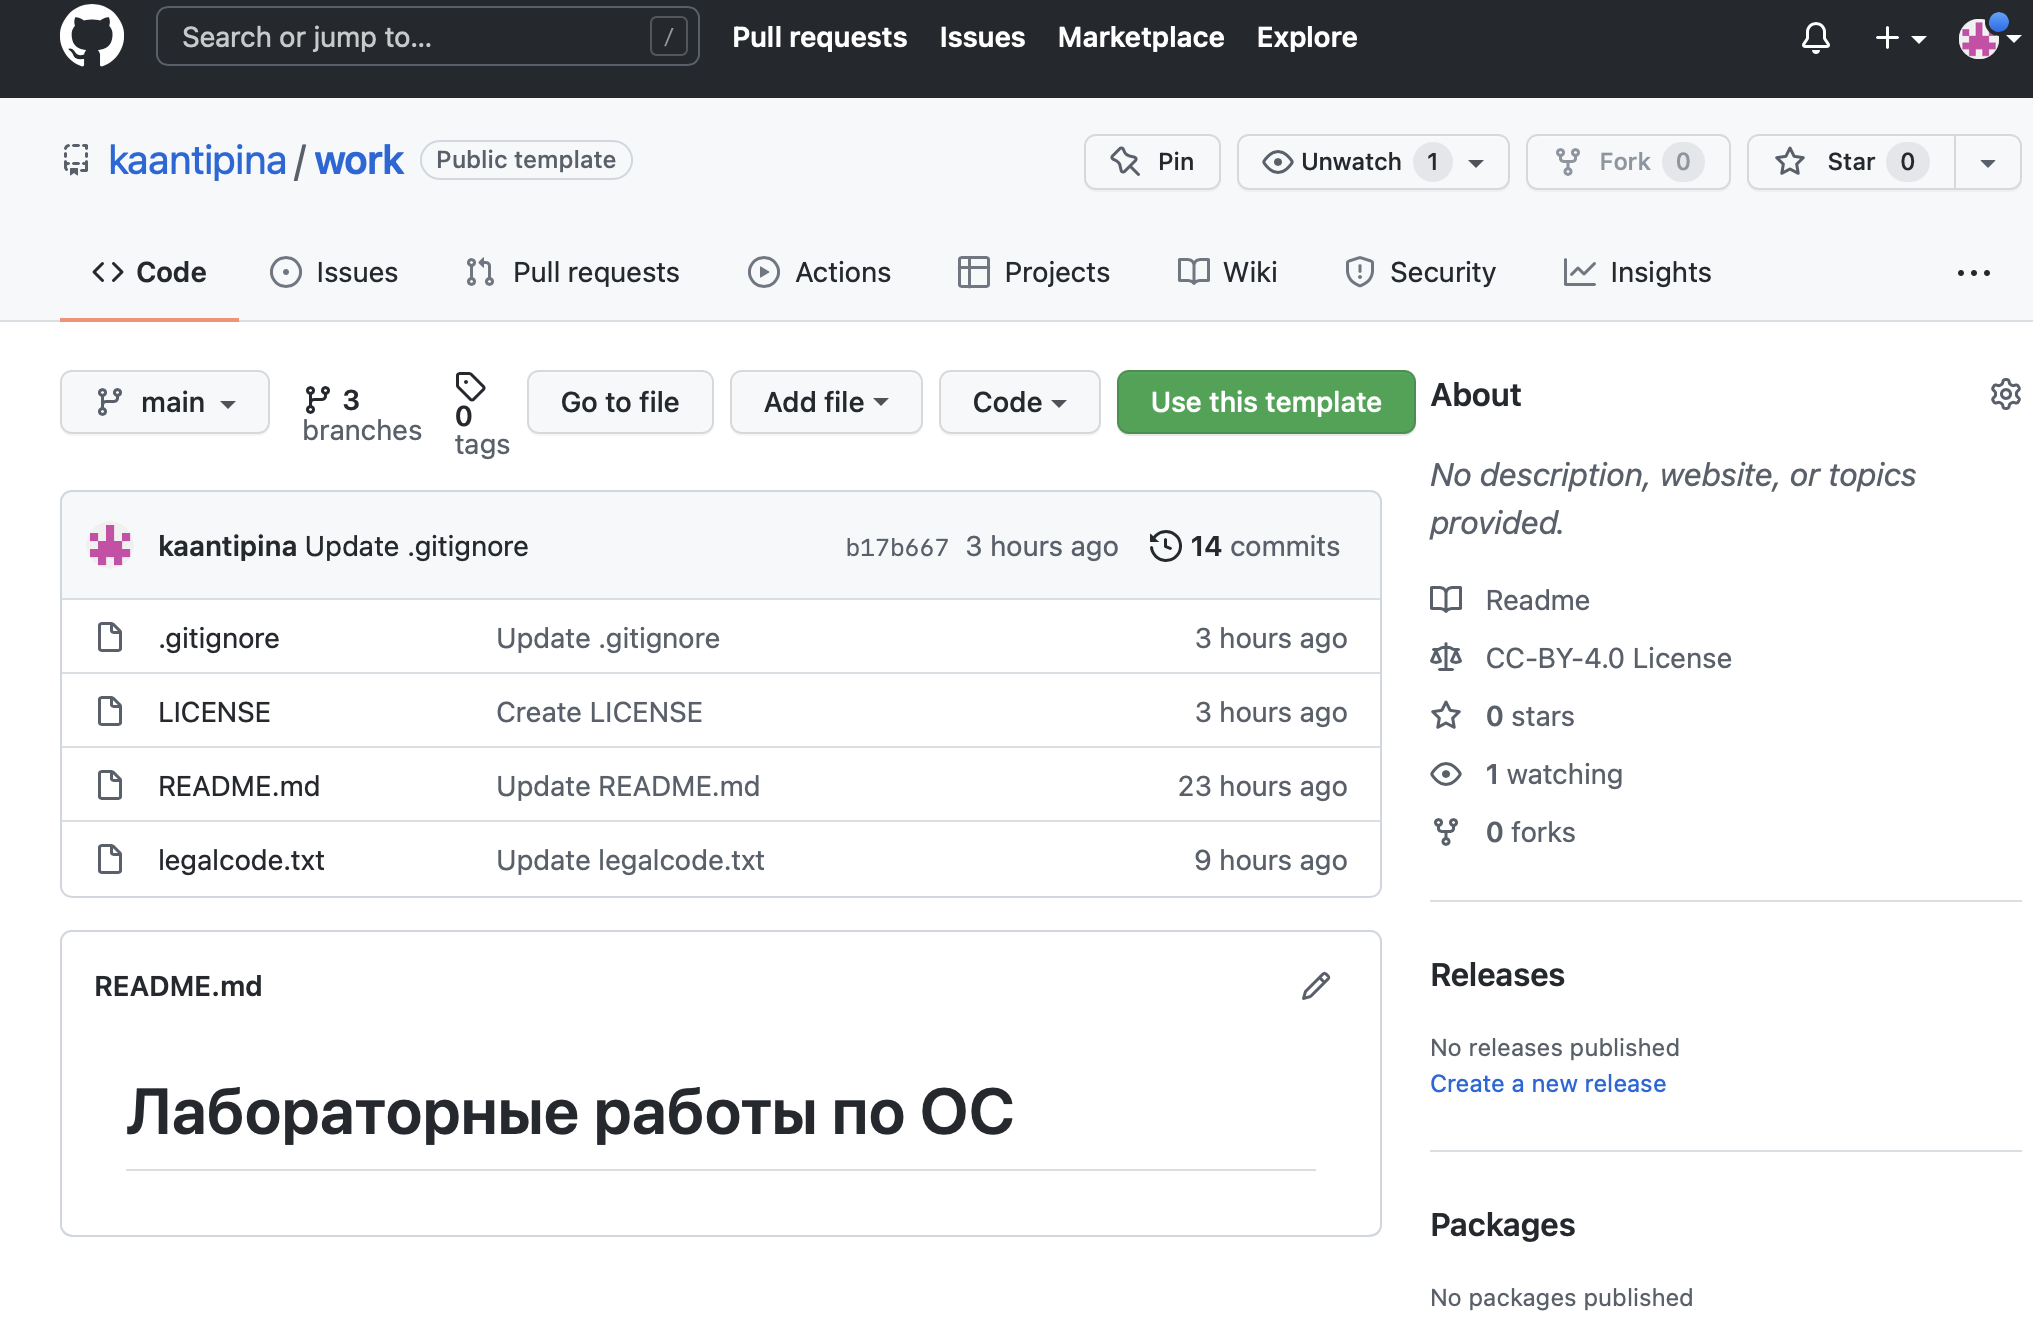 Search or jump to... /
Pull requests Issues Marketplace Explore
kaantipina / work Public template
Pin Unwatch 1 Fork 0 Star 0
Code Issues Pull requests Actions Projects Wiki Security Insights
main
3 branches
0 tags
Go to file Add file Code Use this template
kaantipina Update .gitignore b17b667 3 hours ago 14 commits
.gitignore Update .gitignore 3 hours ago
LICENSE Create LICENSE 3 hours ago
README.md Update README.md 23 hours ago
legalcode.txt Update legalcode.txt 9 hours ago
README.md
Лабораторные работы по ОС
About
No description, website, or topics
provided.
Readme
CC-BY-4.0 License
0 stars
1 watching
0 forks
Releases
No releases published
Create a new release
Packages
No packages published